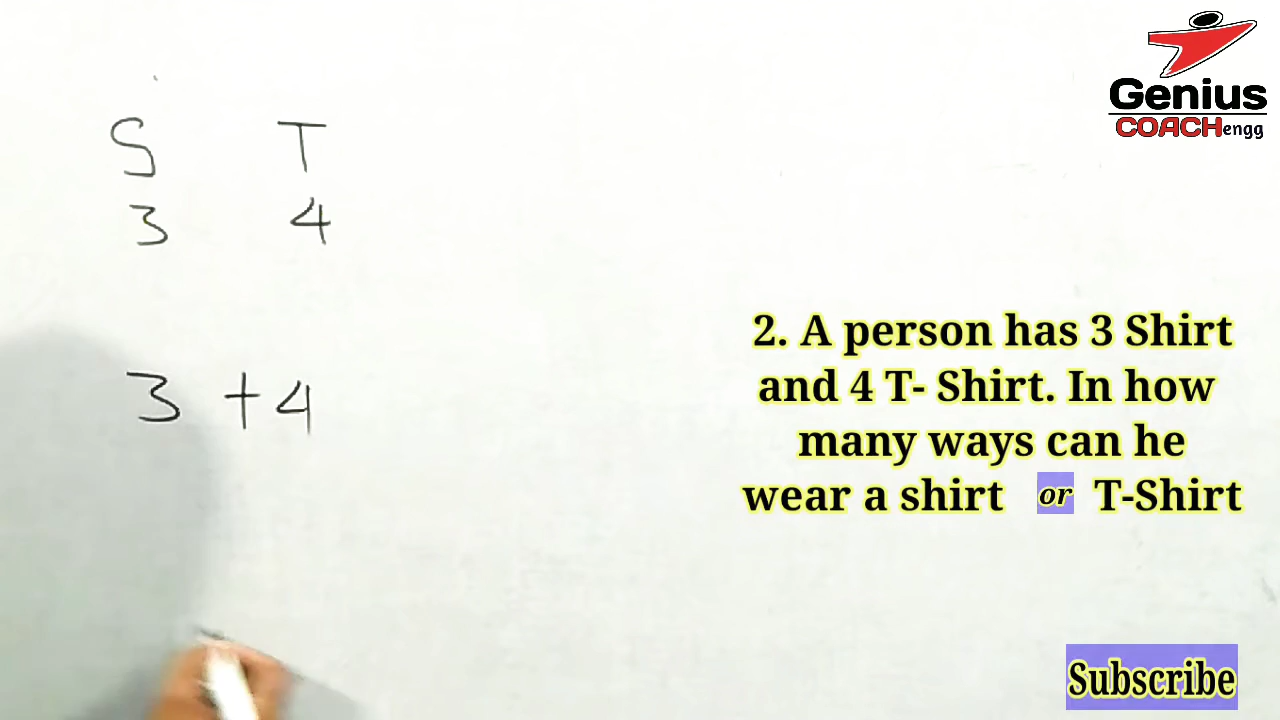 Genius
COACHengg
S T
3 4
3 + 4
2. A person has 3 Shirt
and 4 T- Shirt. In how
many ways can he
wear a shirt or T-Shirt
Subscribe